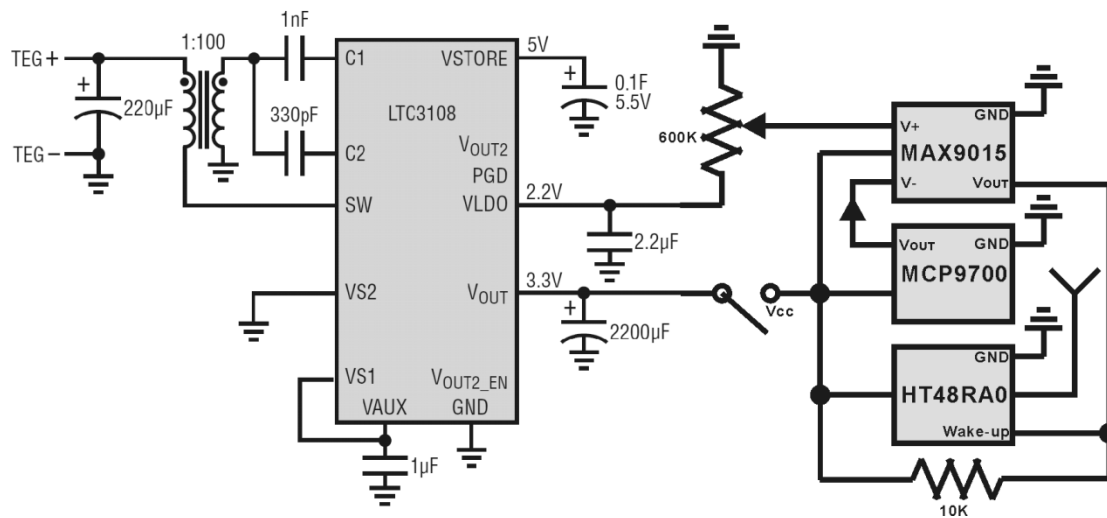 TEG+
TEG−
220µF
+
1:100
1nF
330pF
C1
C2
SW
VS2
VS1
VAUX
LTC3108
VSTORE
VOUT2
PGD
VLDO
VOUT
VOUT2_EN
GND
1µF
5V
+
0.1F
5.5V
2.2V
2.2µF
3.3V
+
2200µF
600K
Vcc
V+
GND
MAX9015
V-
VOUT
VOUT
GND
MCP9700
GND
HT48RA0
Wake-up
10K